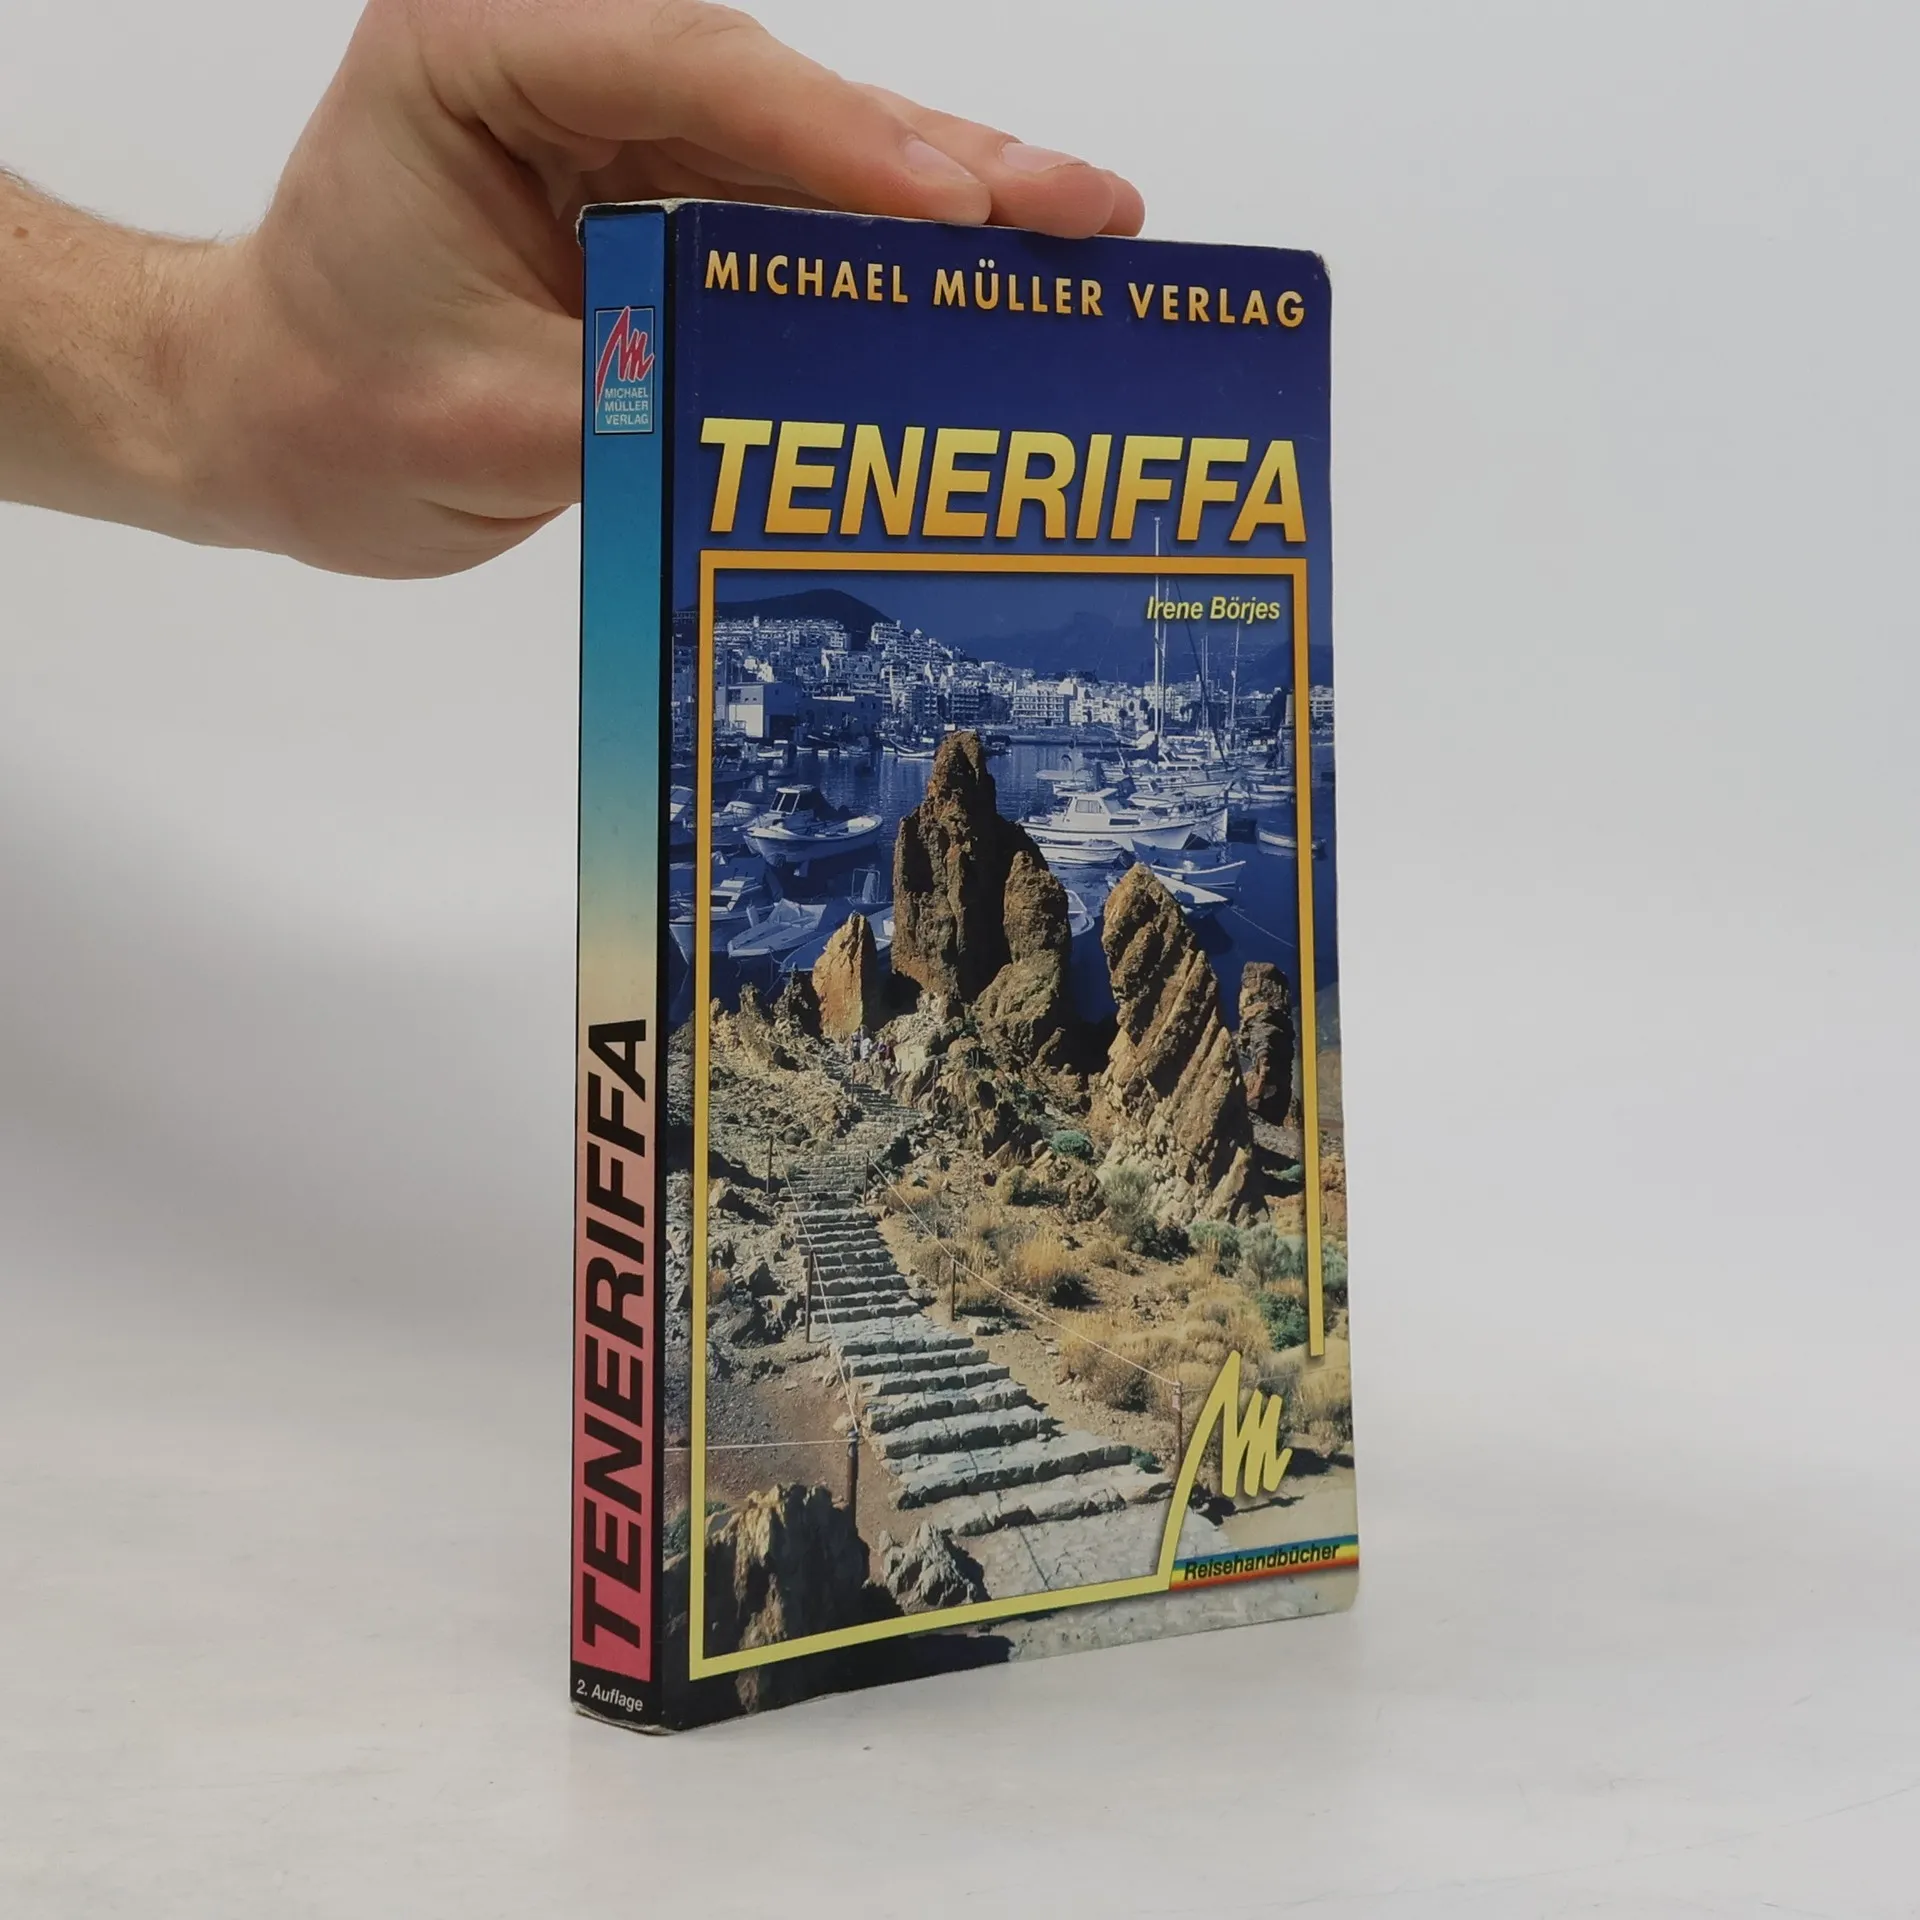 MICHAEL
MÜLLER
VERLAG
TENERIFFA
2. Auflage
MICHAEL MÜLLER VERLAG
TENERIFFA
Irene Börjes
Reisehandbücher